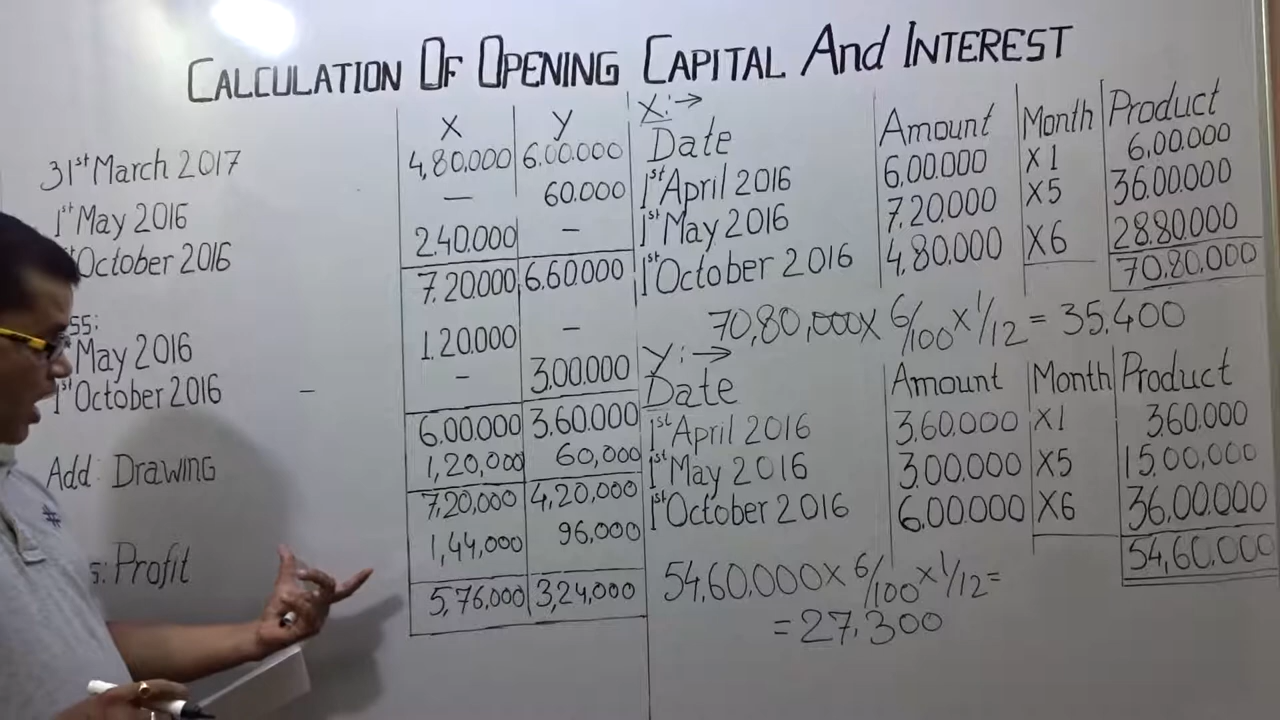 CALCULATION OF OPENING CAPITAL And INTEREST
X Y
31st March 2017 4,80,000 6,00.000
1st May 2016 — 60.000
October 2016 2.40.000 –
7.20.000 6,60.000
ss:
May 2016 1.20.000 –
1st October 2016 – – 3.00.000
6.00.000 3,60.000
Add: Drawing 1,20,000 60,000
7,20,000 4,20,000
s: Profit 1,44,000 96,000
5,76,000 3,24,000
X:→
Date Amount Month Product
1st April 2016 6,00.000 X1 6,00.000
1st May 2016 7.20.000 X5 36.00.000
1st October 2016 4,80.000 X6 28.80.000
70.80.000
70,80,000x 6/100 x 1/12 = 35.400
Y:→
Date Amount Month Product
1st April 2016 3.60.000 X1 3,60.000
1st May 2016 3.00.000 X5 15,00,000
1st October 2016 6.00.000 X6 36,00.000
54,60,000
54,60.000x 6/100 x 1/12 =
= 27.300